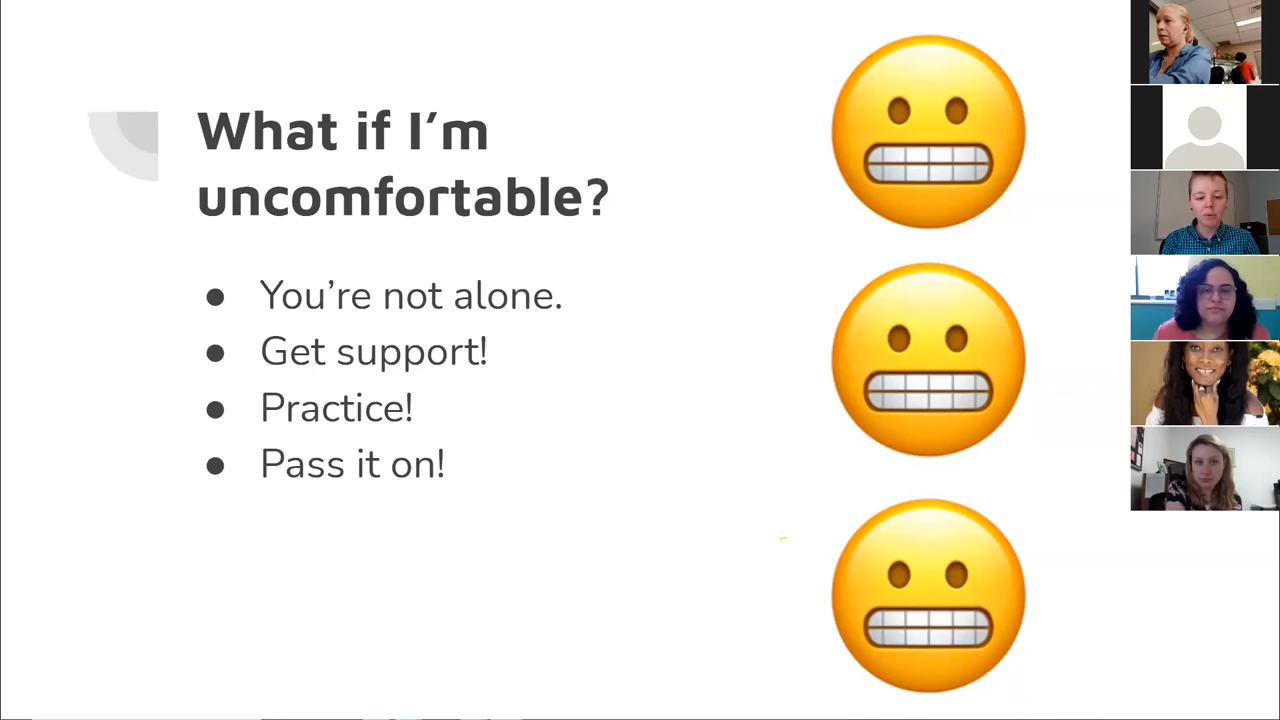 What if I’m
uncomfortable?
● You’re not alone.
● Get support!
● Practice!
● Pass it on!